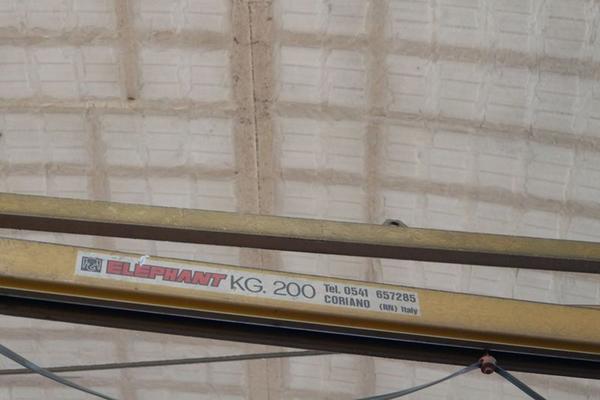 ELEPHANT KG. 200 Tel. 0541 657285
CORIANO (RN) Italy